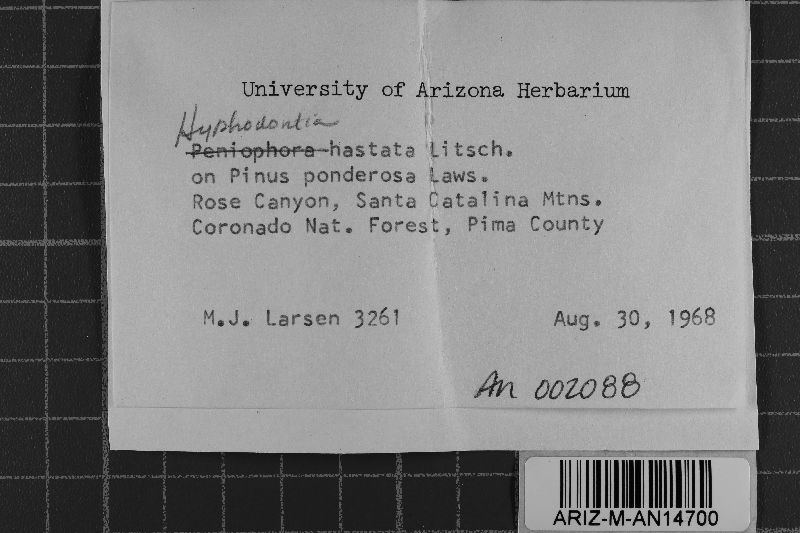 University of Arizona Herbarium
Hyphodontia
Peniophora hastata Litsch.
on Pinus ponderosa Laws.
Rose Canyon, Santa Catalina Mtns.
Coronado Nat. Forest, Pima County
M.J. Larsen 3261 Aug. 30, 1968
An 002088
ARIZ-M-AN14700